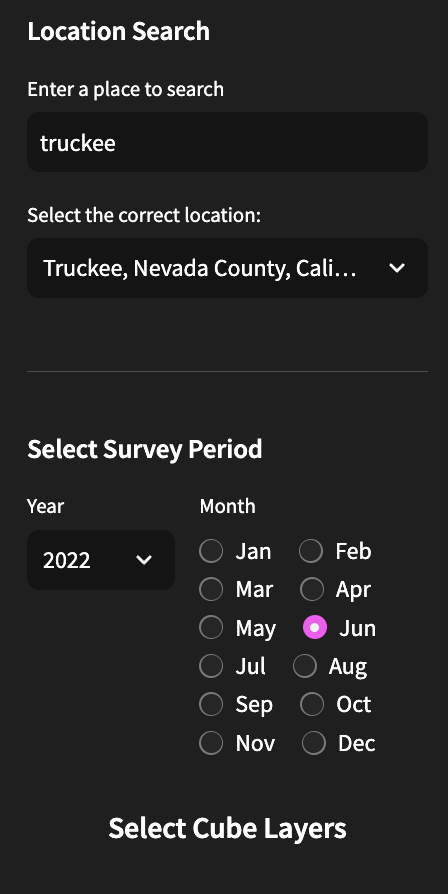 Location Search
Enter a place to search
truckee
Select the correct location:
Truckee, Nevada County, Cali...
Select Survey Period
Year Month
2022
Jan Feb
Mar Apr
May Jun
Jul Aug
Sep Oct
Nov Dec
Select Cube Layers